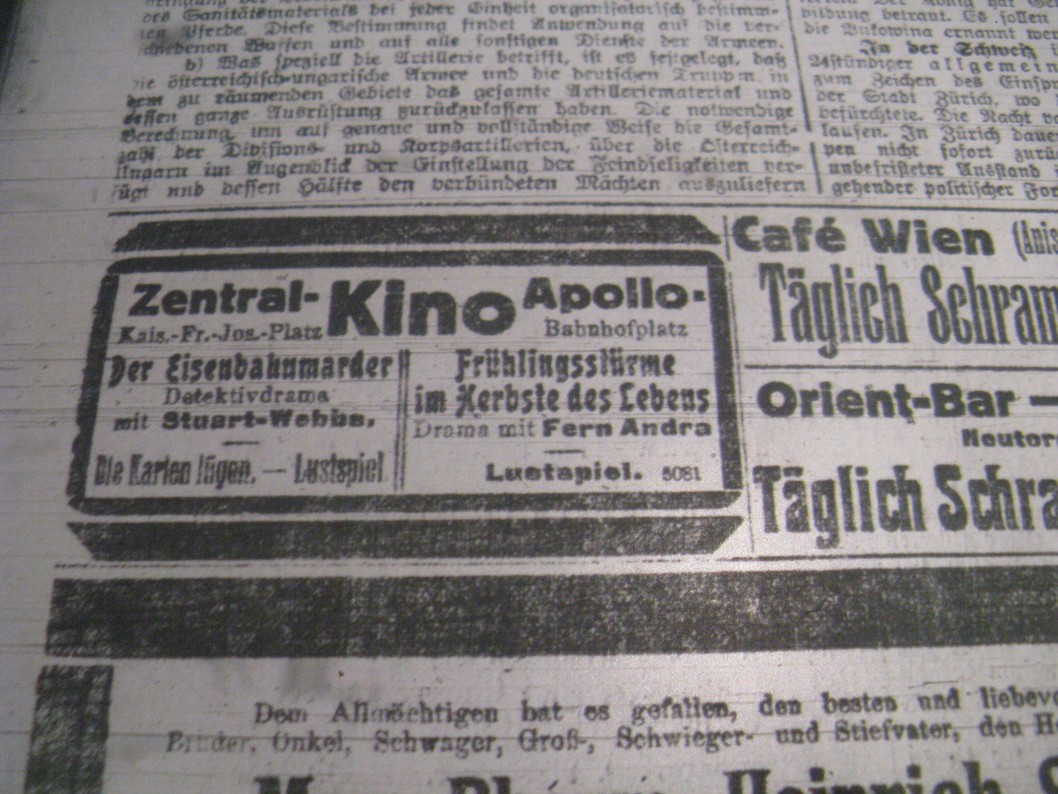 des Sanitätsmaterials bei jeder Einheit organisatorisch bestimm-
Pferde. Diese Bestimmung findet Anwendung auf die ver-
schiedenen Waffen und auf alle sonstigen Dienste der Armeen.
b) Was speziell die Artillerie betrifft, ist es festgelegt, daß
die österreichisch-ungarische Armee und die deutschen Truppen in
dem zu räumenden Gebiete das gesamte Artilleriematerial und
dessen ganze Ausrüstung zurückzulassen haben. Die notwendige
Berechnung, um auf genaue und vollständige Weise die Gesamt-
zahl der Divisions- und Korpsartillerien, über die Österreich-
Ungarn im Augenblick der Einstellung der Feindseligkeiten ver-
fügt und dessen Hälfte den verbündeten Mächten auszuliefern
bildung betraut. Es sollen
die Bukowina ernannt
In der Schweiz
24stündiger allgemein
zum Zeichen des
der Stadt Zürich, wo
befürchtete. Die Nacht
laufen. In Zürich
pen nicht sofort
unbefristeter Ausstand
gehender politischer
Zentral-
Kais.-Fr.-Jos.-Platz
Kino
Apollo-
Bahnhofplatz
Der Eisenbahnmarder
Detektivdrama
mit Stuart-Webbs.
Die Karten lügen. — Lustspiel
Frühlingsstürme
im Herbste des Lebens
Drama mit Fern Andra
Lustspiel. 5081
Café Wien
Täglich Schram
Orient-Bar —
Täglich Schra
Dem Allmächtigen hat es gefallen, den besten und
Bruder, Onkel, Schwager, Groß-, Schwieger- und Stiefvater, den
Heinrich